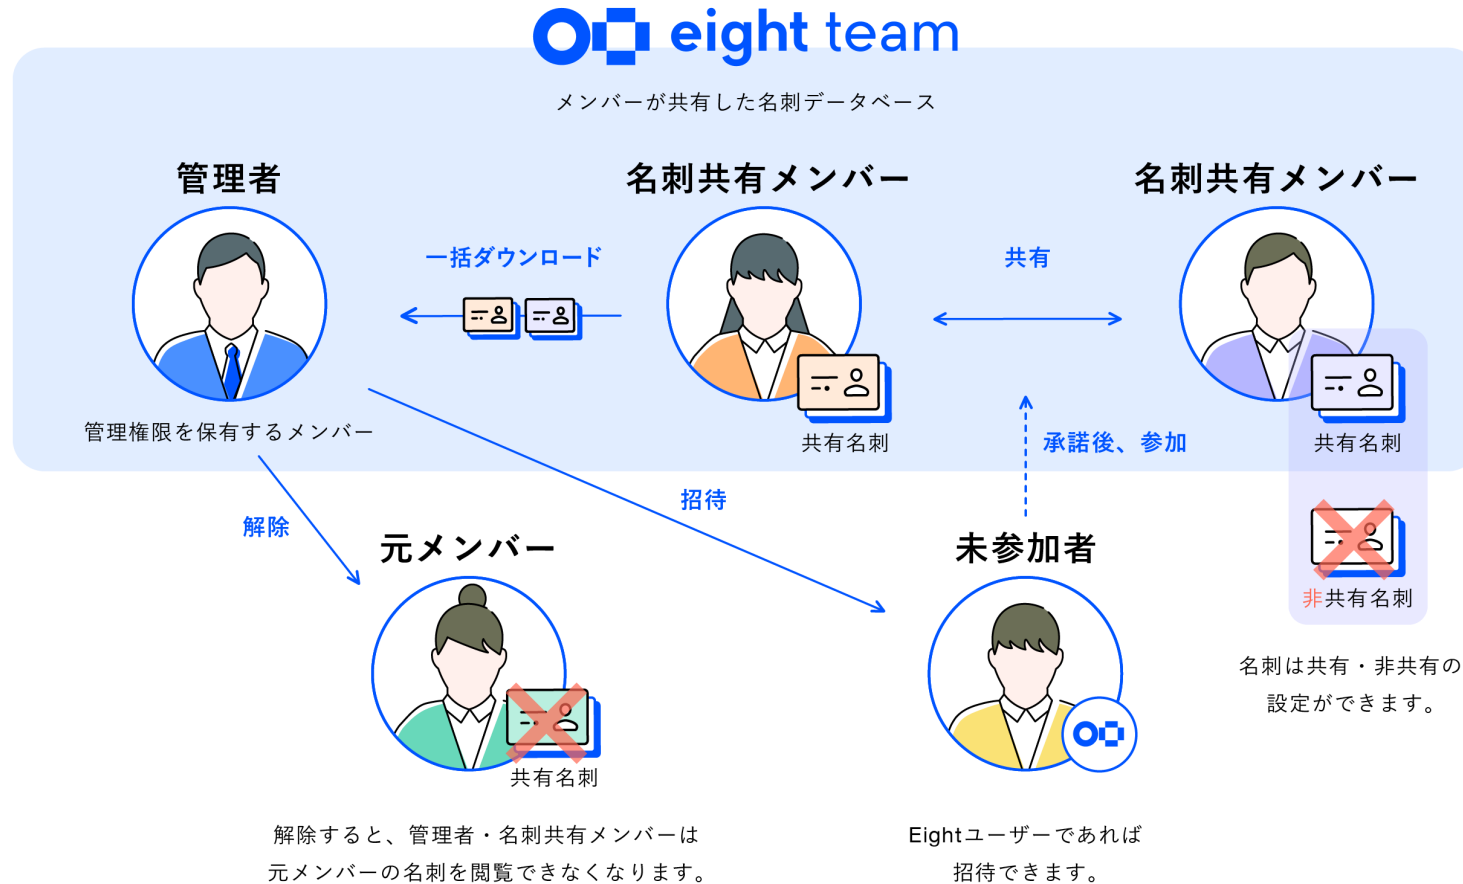 eight team
メンバーが共有した名刺データベース
管理者
名刺共有メンバー
名刺共有メンバー
一括ダウンロード
共有
管理権限を保有するメンバー
共有名刺
共有名刺
承諾後、参加
解除
招待
元メンバー
未参加者
非共有名刺
名刺は共有・非共有の
設定ができます。
共有名刺
解除すると、管理者・名刺共有メンバーは
元メンバーの名刺を閲覧できなくなります。
Eightユーザーであれば
招待できます。